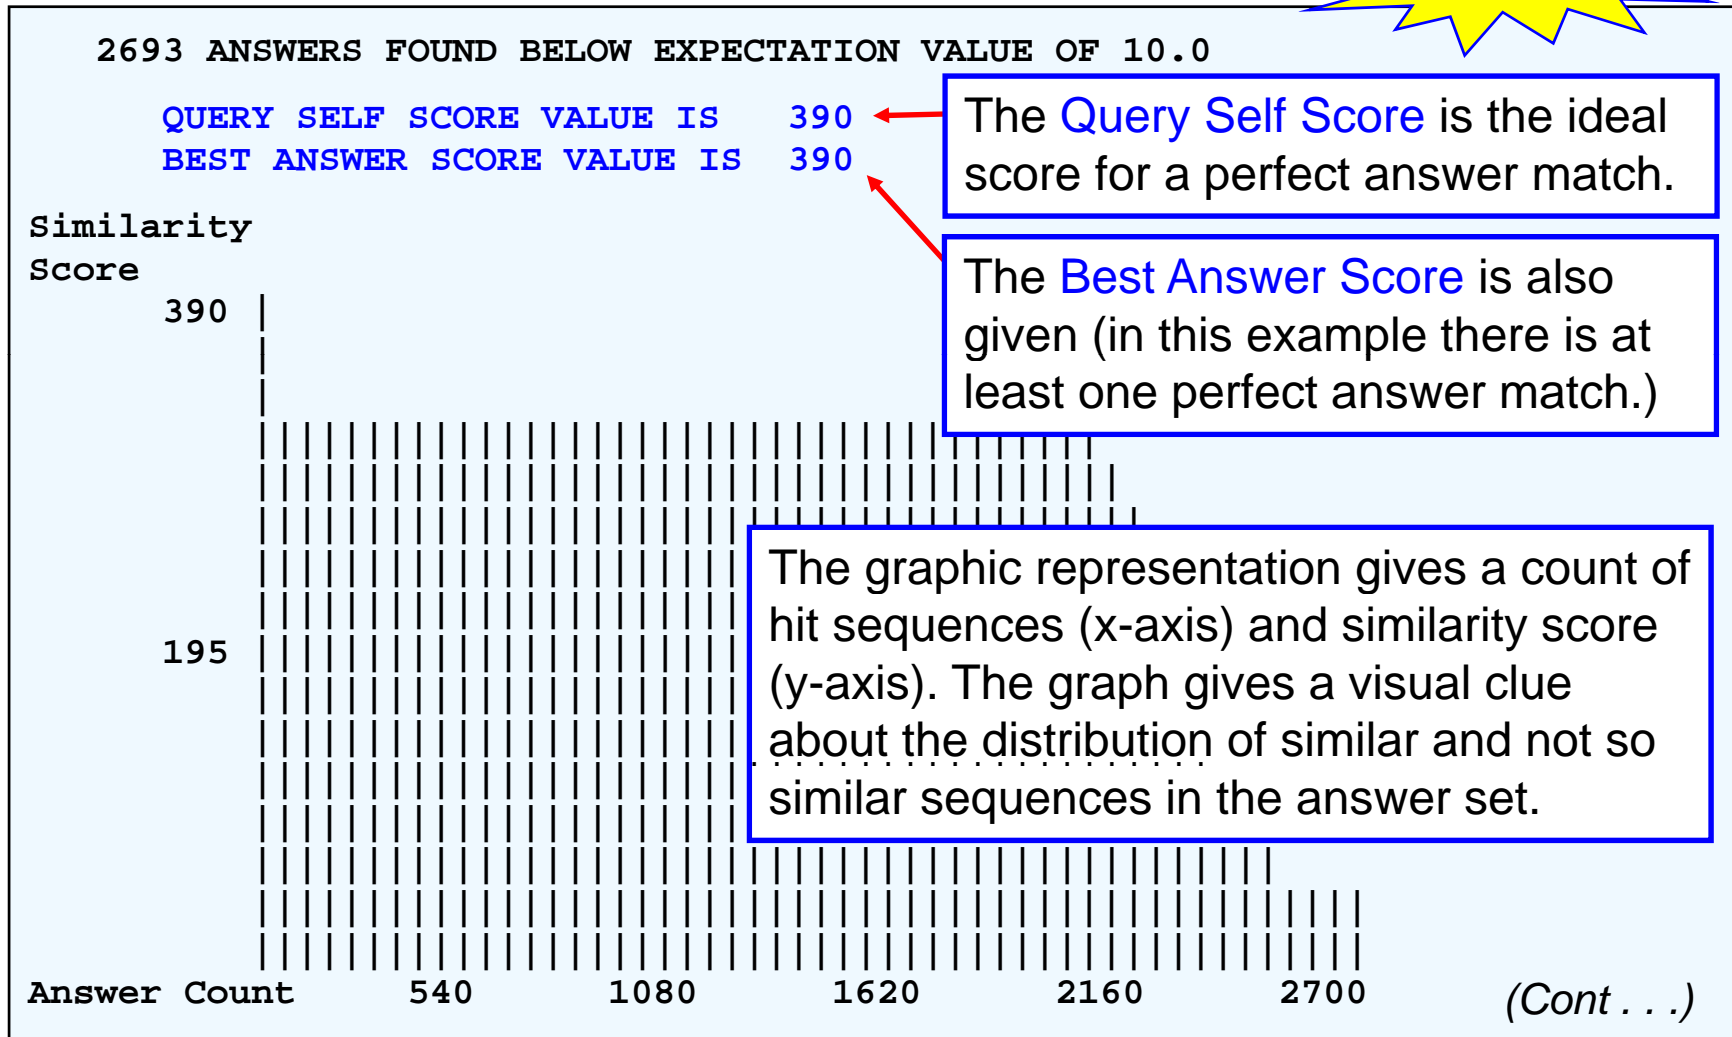 2693 ANSWERS FOUND BELOW EXPECTATION VALUE OF 10.0
QUERY SELF SCORE VALUE IS 390
BEST ANSWER SCORE VALUE IS 390
The Query Self Score is the ideal
score for a perfect answer match.
The Best Answer Score is also
given (in this example there is at
least one perfect answer match.)
Similarity
Score
390
The graphic representation gives a count of
hit sequences (x-axis) and similarity score
(y-axis). The graph gives a visual clue
about the distribution of similar and not so
similar sequences in the answer set.
195
Answer Count 540 1080 1620 2160 2700
(Cont . . .)